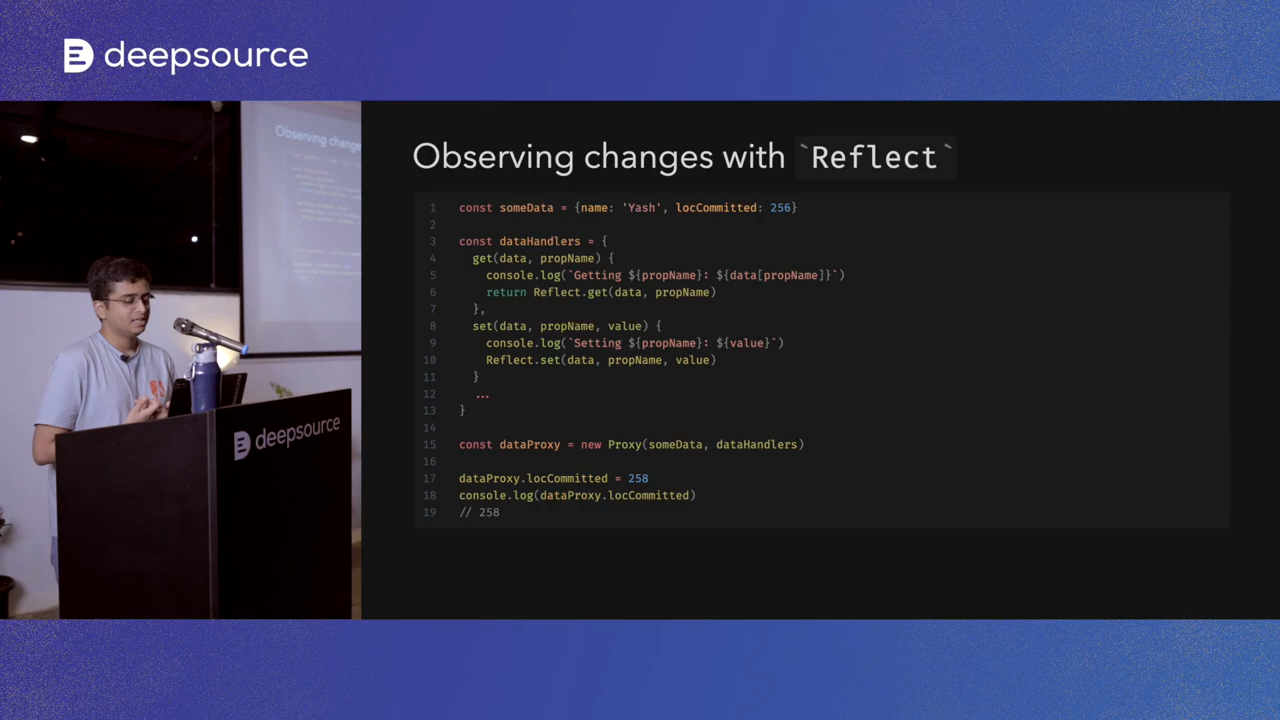 deepsource
Observing changes
deepsource
Observing changes with `Reflect`
1 const someData = {name: 'Yash', locCommitted: 256}
2
3 const dataHandlers = {
4 get(data, propName) {
5 console.log(`Getting ${propName}: ${data[propName]}`)
6 return Reflect.get(data, propName)
7 },
8 set(data, propName, value) {
9 console.log(`Setting ${propName}: ${value}`)
10 Reflect.set(data, propName, value)
11 }
12 ...
13 }
14
15 const dataProxy = new Proxy(someData, dataHandlers)
16
17 dataProxy.locCommitted = 258
18 console.log(dataProxy.locCommitted)
19 // 258